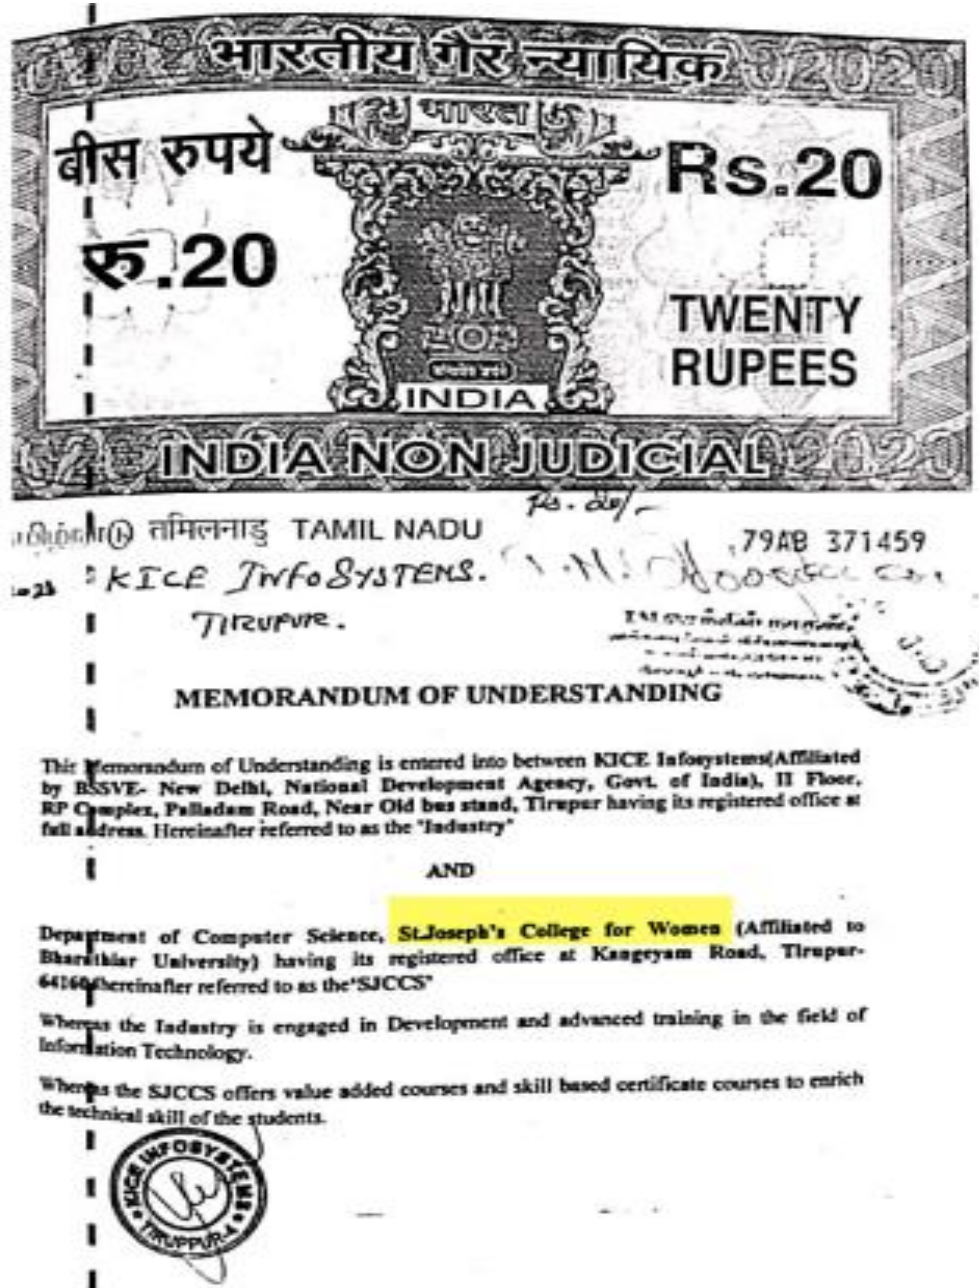 भारतीय गैर न्यायिक
भारत
बीस रुपये
Rs.20
रु.20
TWENTY
RUPEES
सत्यमेव जयते
INDIA
INDIA NON JUDICIAL
Rs. 20/-
தமிழ்நாடு तमिलनाडु TAMIL NADU
79AB 371459
KICE INFOSYSTEMS.
TIRUPUR.
MEMORANDUM OF UNDERSTANDING
This Memorandum of Understanding is entered into between KICE Infosystems(Affiliated
by BSSVE- New Delhi, National Development Agency, Govt. of India), II Floor,
RP Complex, Palladam Road, Near Old bus stand, Tirupur having its registered office at
full address. Hereinafter referred to as the "Industry"
AND
Department of Computer Science, St.Joseph's College for Women (Affiliated to
Bharathiar University) having its registered office at Kangeyam Road, Tirupur-
641604 hereinafter referred to as the"SJCCS"
Whereas the Industry is engaged in Development and advanced training in the field of
Information Technology.
Whereas the SJCCS offers value added courses and skill based certificate courses to enrich
the technical skill of the students.
KICE INFOSYSTEMS
TIRUPPUR-4